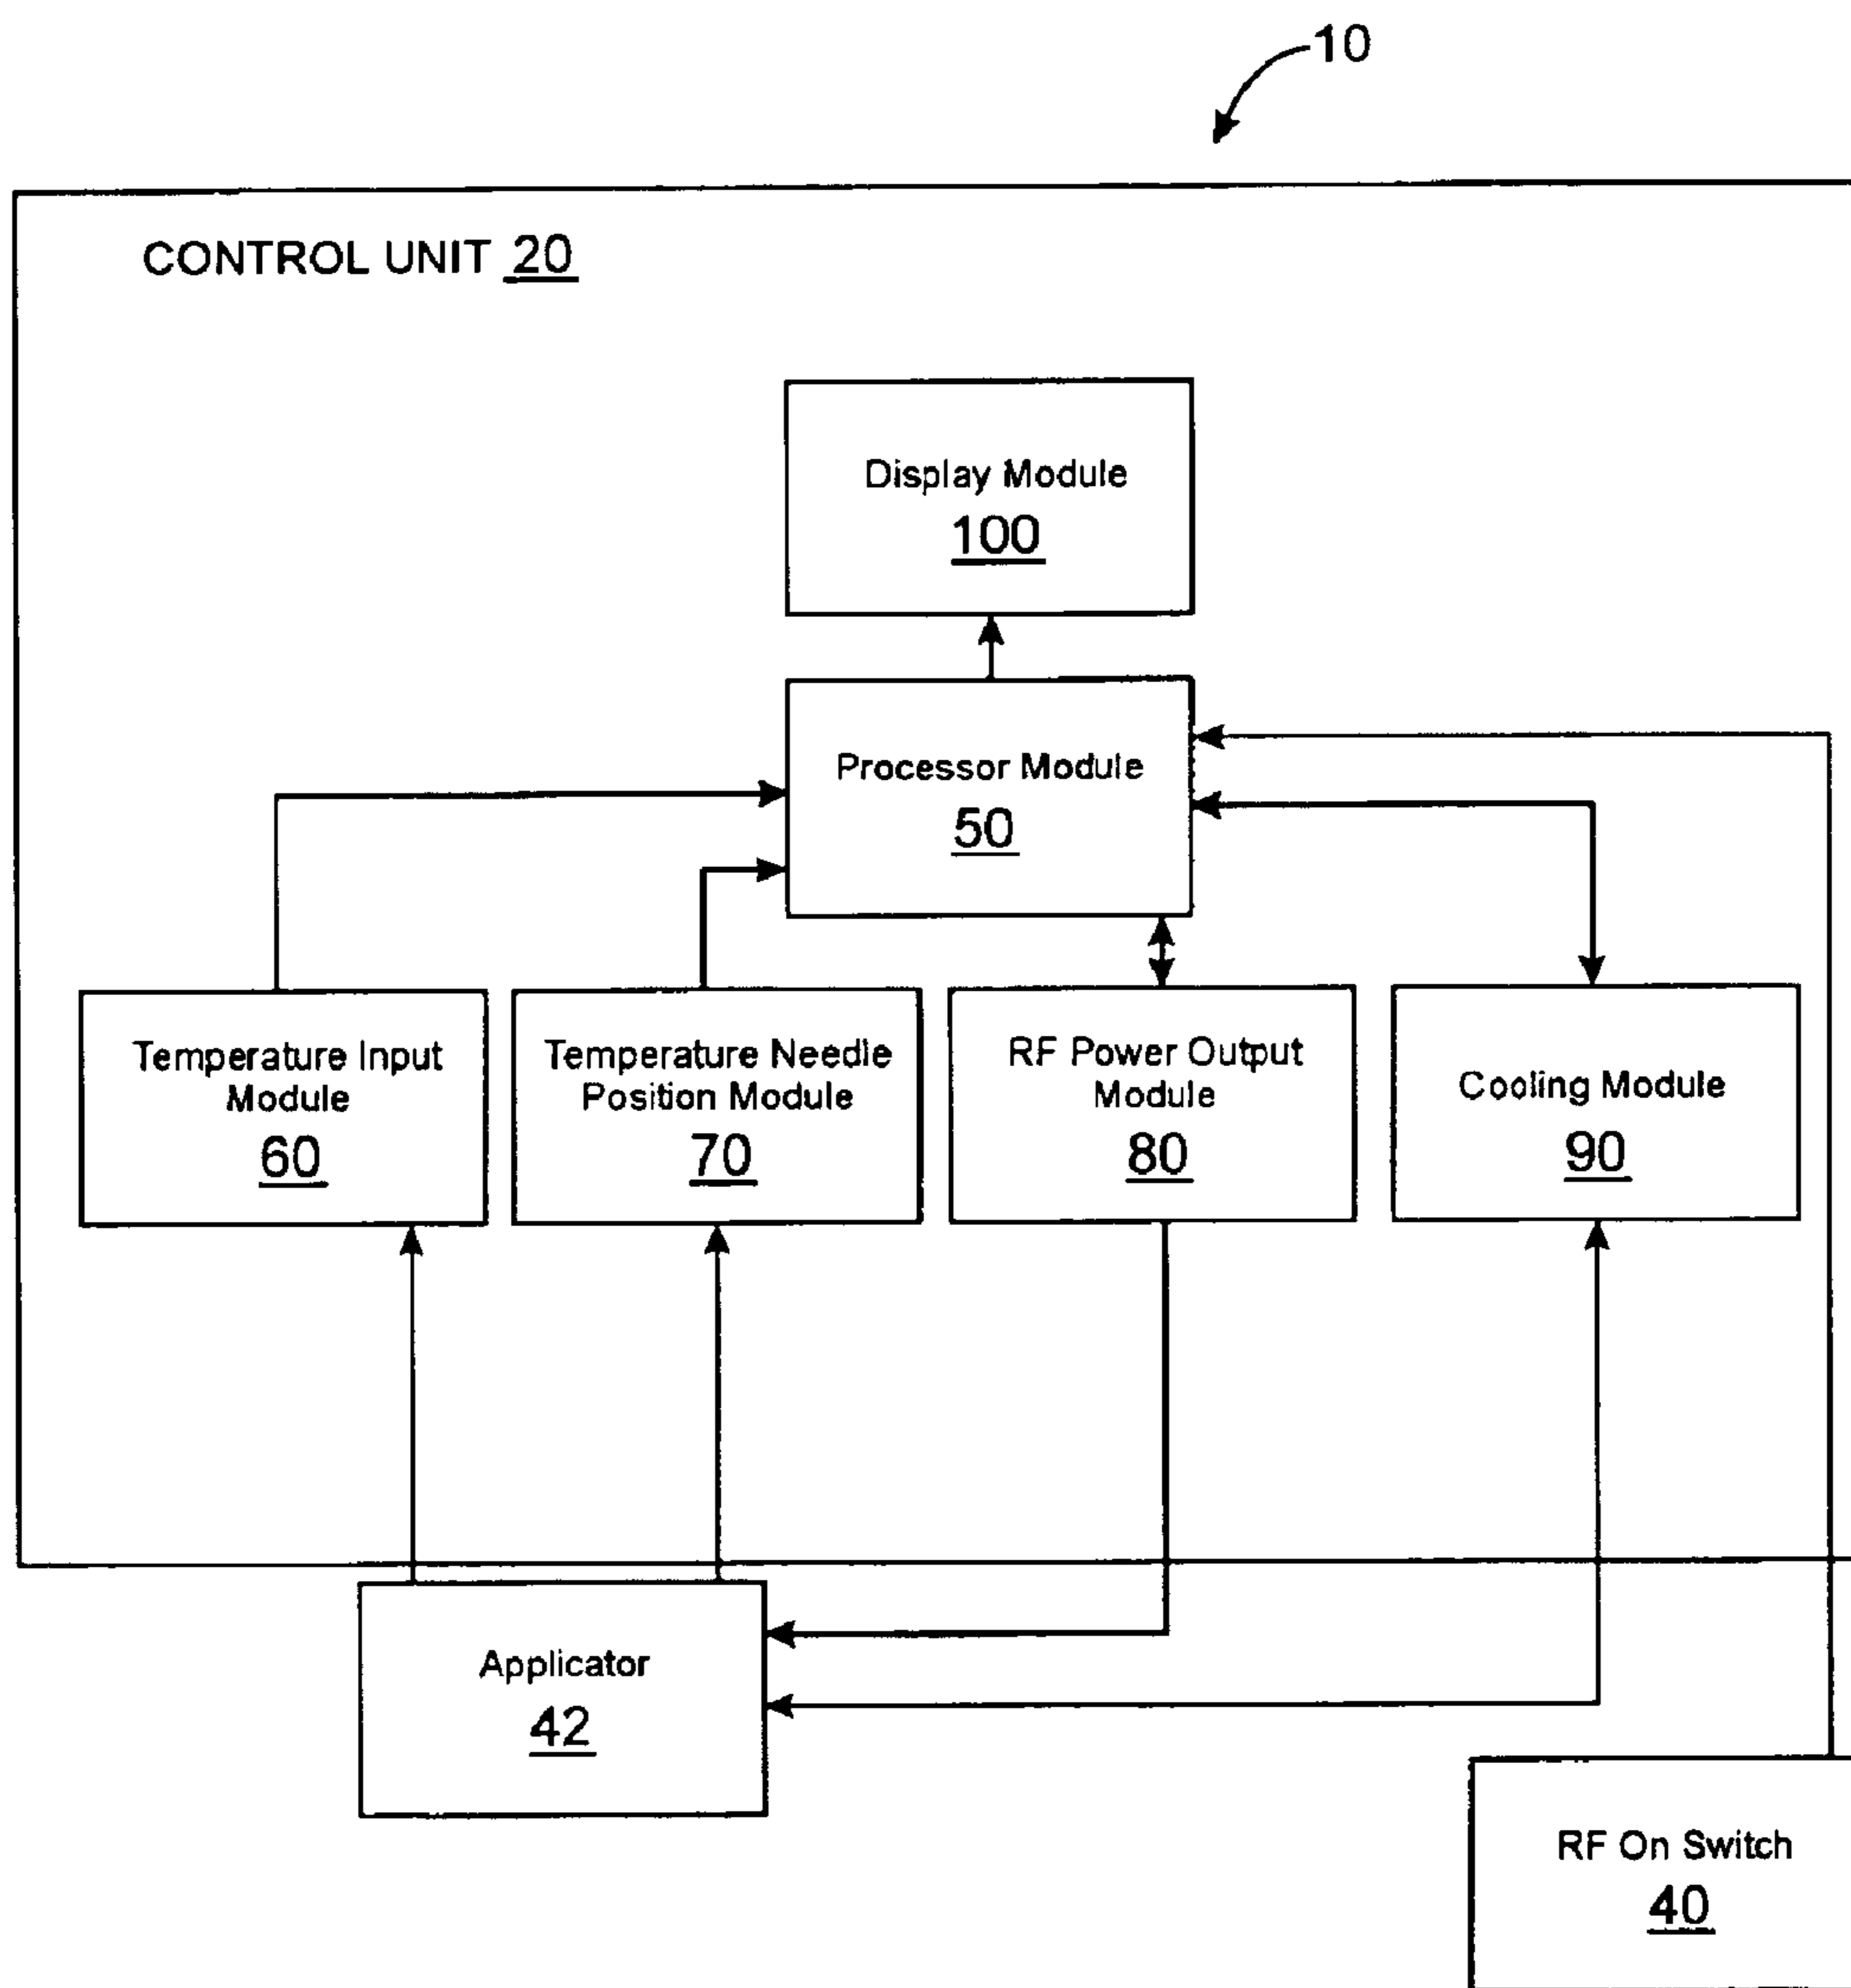 10
CONTROL UNIT 20
Display Module
100
Processor Module
50
Temperature Input
Module
60
Temperature Needle
Position Module
70
RF Power Output
Module
80
Cooling Module
90
Applicator
42
RF On Switch
40